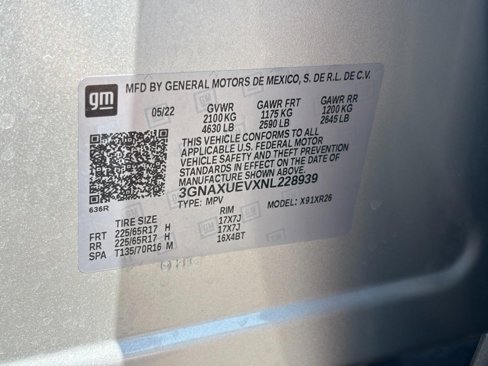 gm
MFD BY GENERAL MOTORS DE MEXICO, S. DE R.L. DE C.V.
05/22 GVWR GAWR FRT GAWR RR
2100 KG 1175 KG 1200 KG
4630 LB 2590 LB 2645 LB
THIS VEHICLE CONFORMS TO ALL
APPLICABLE U.S. FEDERAL MOTOR
VEHICLE SAFETY AND THEFT PREVENTION
STANDARDS IN EFFECT ON THE DATE OF
MANUFACTURE SHOWN ABOVE.
3GNAXUEVXNL228939
636R TYPE: MPV MODEL: X91XR26
TIRE SIZE RIM
FRT 225/65R17 H 17X7J
RR 225/65R17 H 17X7J
SPA T135/70R16 M 16X4BT